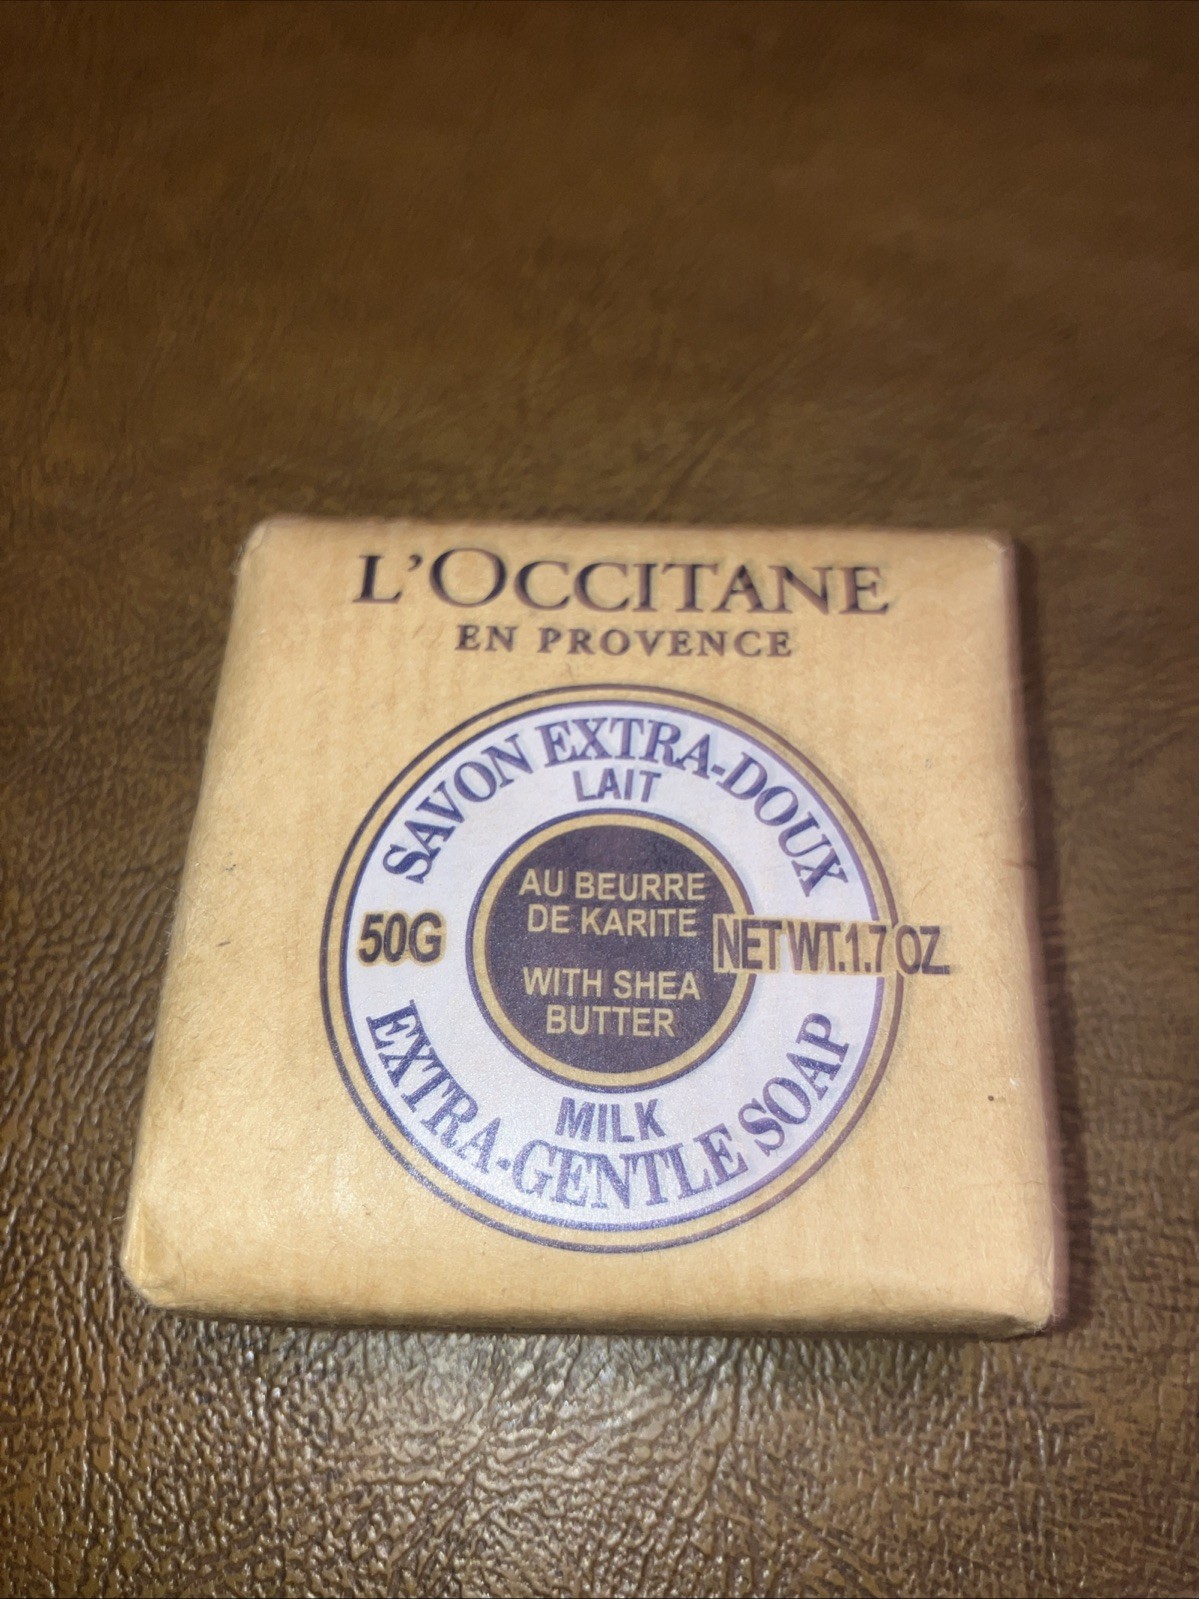 L'OCCITANE
EN PROVENCE
SAVON EXTRA-DOUX
LAIT
AU BEURRE
DE KARITE
50G
NET WT.1.7 OZ.
WITH SHEA
BUTTER
MILK
EXTRA-GENTLE SOAP